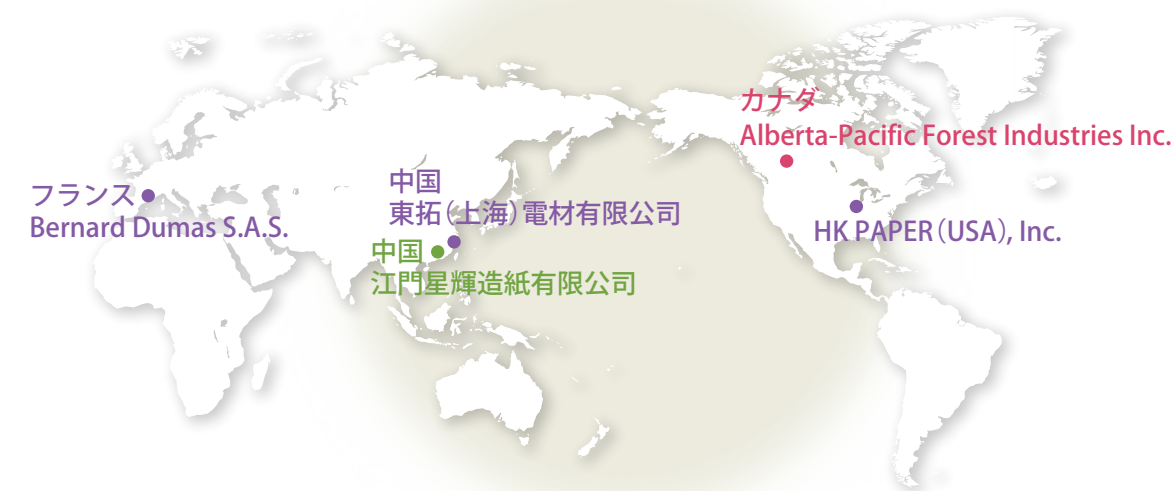 カナダ
Alberta-Pacific Forest Industries Inc.
フランス
Bernard Dumas S.A.S.
中国
東拓（上海）電材有限公司
HK PAPER（USA）, Inc.
中国
江門星輝造紙有限公司